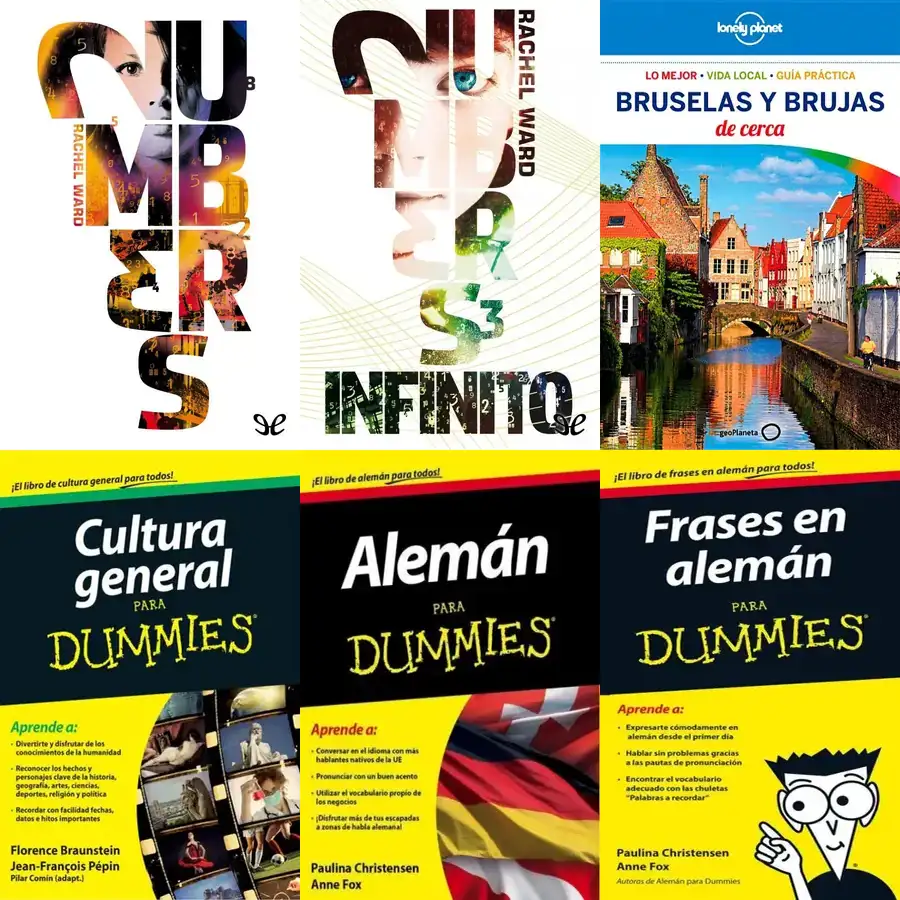 NUMBERS
RACHEL WARD
NUMBERS 3
RACHEL WARD
INFINITO
lonely planet
LO MEJOR • VIDA LOCAL • GUÍA PRÁCTICA
BRUSELAS Y BRUJAS
de cerca
geoPlaneta
¡El libro de cultura general para todos!
Cultura
general
PARA
DUMMIES®
Aprende a:
• Divertirte y disfrutar de los
conocimientos de la humanidad
• Reconocer los hechos y
personajes clave de la historia,
geografía, artes, ciencias,
deportes, religión y política
• Recordar con facilidad fechas,
datos e hitos importantes
Florence Braunstein
Jean-François Pépin
Pilar Comín (adapt.)
¡El libro de alemán para todos!
Alemán
PARA
DUMMIES®
Aprende a:
• Conversar en el idioma con más
hablantes nativos de la UE
• Pronunciar con un buen acento
• Utilizar el vocabulario propio de
los negocios
• ¡Disfrutar más de tus escapadas
a zonas de habla alemana!
Paulina Christensen
Anne Fox
¡El libro de frases en alemán para todos!
Frases en
alemán
PARA
DUMMIES®
Aprende a:
• Expresarte cómodamente en
alemán desde el primer día
• Hablar sin problemas gracias
a las pautas de pronunciación
• Encontrar el vocabulario
adecuado con las chuletas
"Palabras a recordar"
Paulina Christensen
Anne Fox
Autoras de Alemán para Dummies